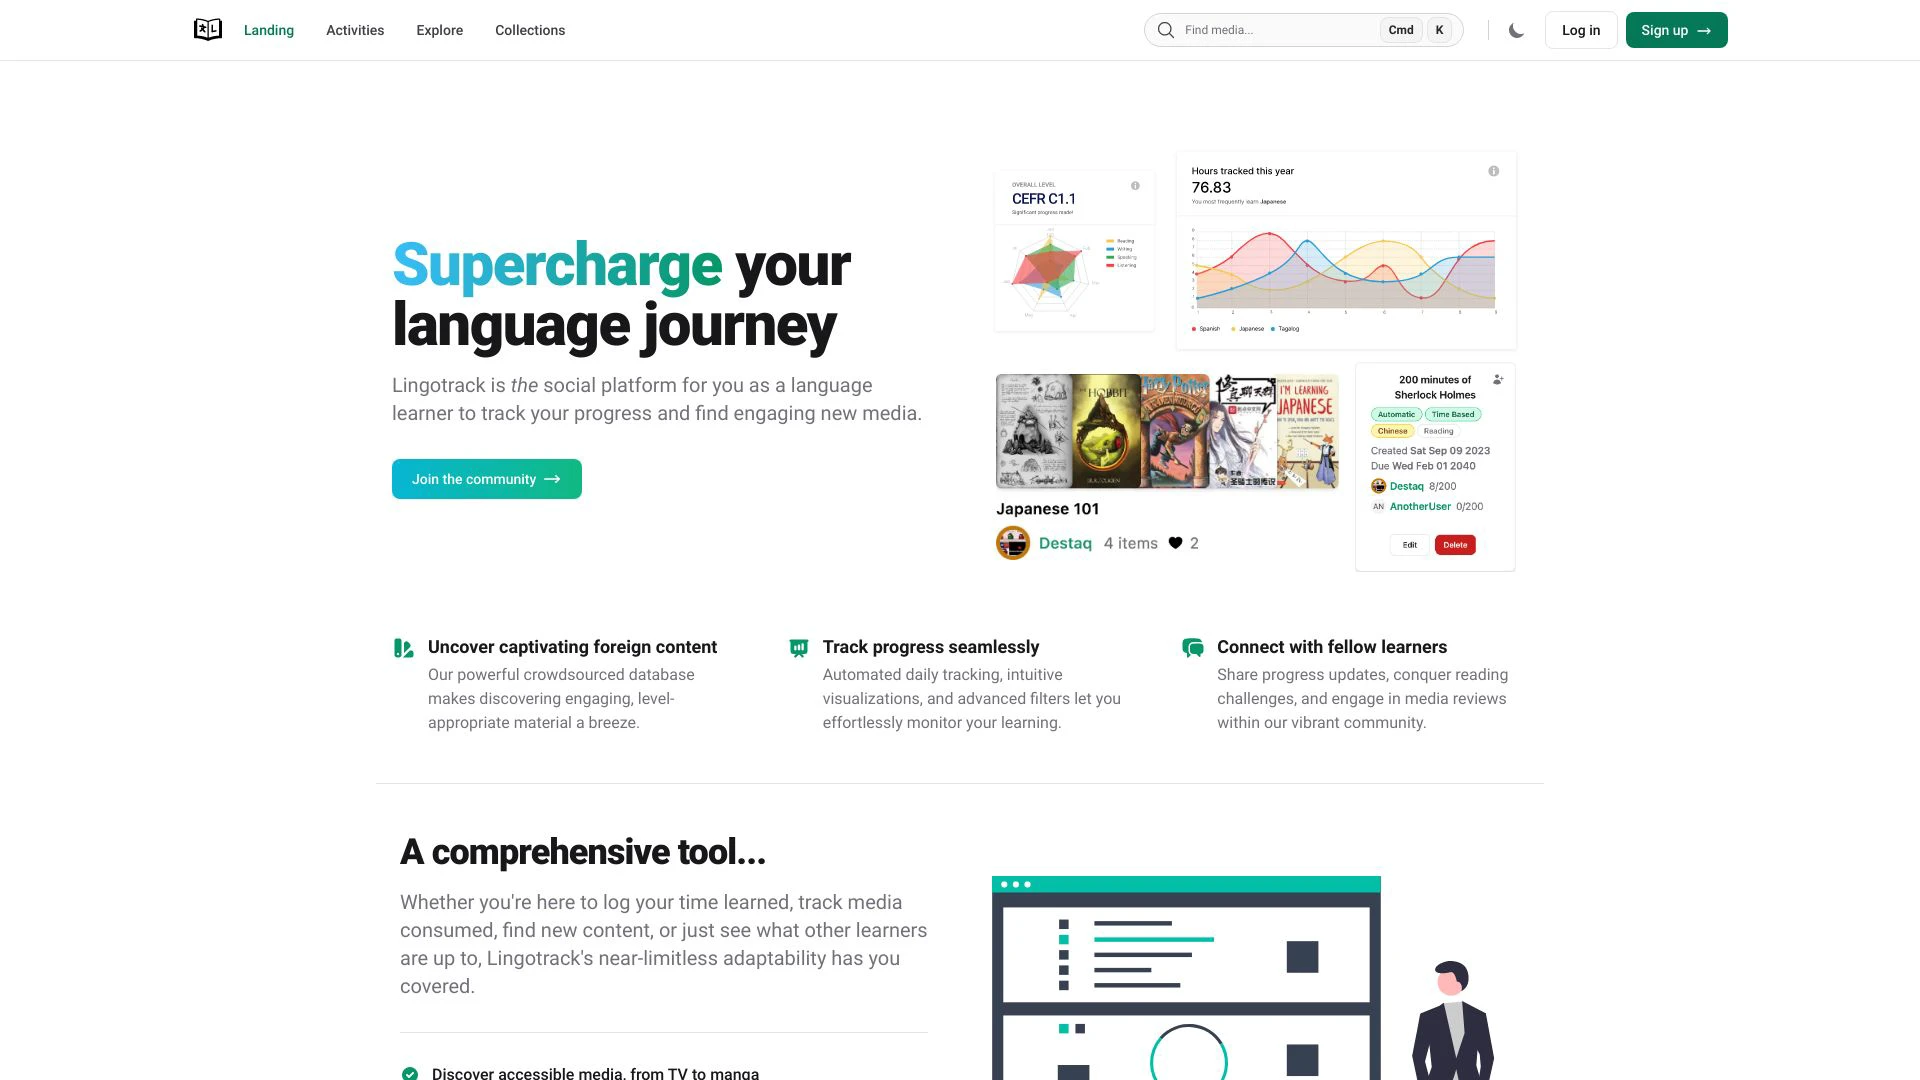 Landing
Activities
Explore
Collections
Find media...
Cmd
K
Log in
Sign up
Supercharge your
language journey
Lingotrack is the social platform for you as a language
learner to track your progress and find engaging new media.
Join the community
OVERALL LEVEL
CEFR C1.1
Significant progress made!
Reading
Writing
Speaking
Listening
Hours tracked this year
76.83
You most frequently learn Japanese
Spanish
Japanese
Tagalog
HOBBIT
Harry Potter
修真聊天群
I'M LEARNING
JAPANESE
Japanese 101
Destaq 4 items 2
200 minutes of
Sherlock Holmes
Automatic
Time Based
Chinese
Reading
Created Sat Sep 09 2023
Due Wed Feb 01 2040
Destaq 8/200
AN AnotherUser 0/200
Edit
Delete
Uncover captivating foreign content
Our powerful crowdsourced database
makes discovering engaging, level-
appropriate material a breeze.
Track progress seamlessly
Automated daily tracking, intuitive
visualizations, and advanced filters let you
effortlessly monitor your learning.
Connect with fellow learners
Share progress updates, conquer reading
challenges, and engage in media reviews
within our vibrant community.
A comprehensive tool...
Whether you're here to log your time learned, track media
consumed, find new content, or just see what other learners
are up to, Lingotrack's near-limitless adaptability has you
covered.
Discover accessible media, from TV to manga